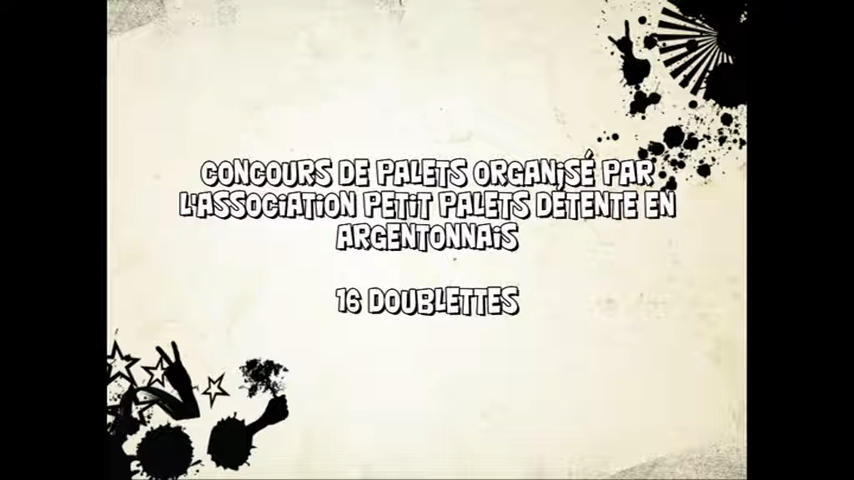 CONCOURS DE PALETS ORGANISÉ PAR
L'ASSOCIATION PETIT PALETS DÉTENTE EN
ARGENTONNAIS
16 DOUBLETTES